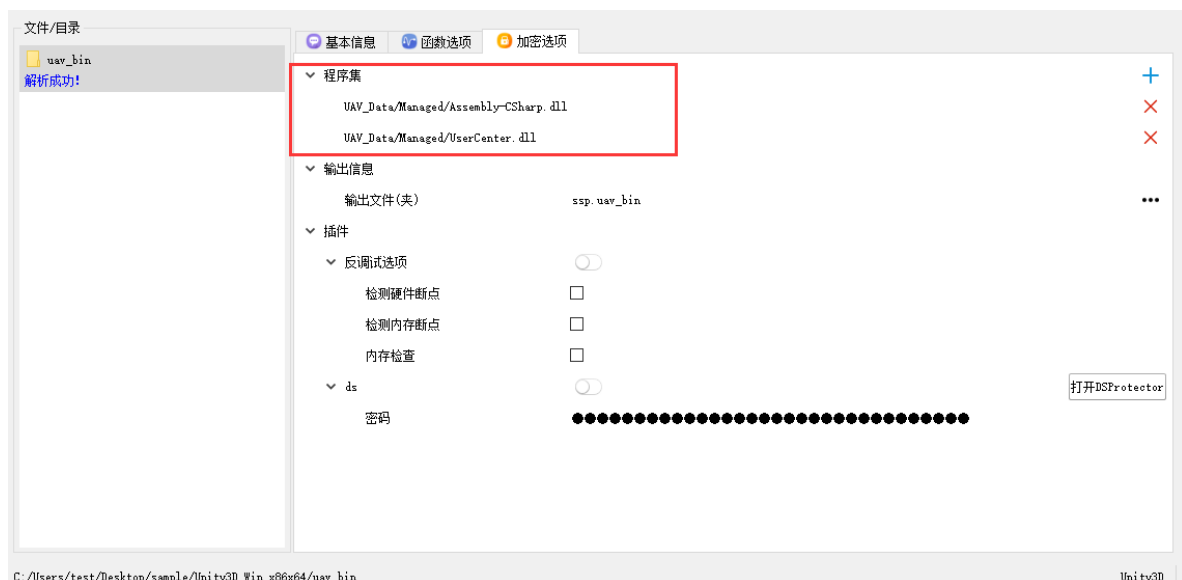 文件/目录
uav_bin
解析成功!
基本信息 函数选项 加密选项
程序集
UAV_Data/Managed/Assembly-CSharp.dll
UAV_Data/Managed/UserCenter.dll
输出信息
输出文件(夹) ssp.uav_bin
插件
反调试选项
检测硬件断点
检测内存断点
内存检查
ds 打开DSProtector
密码
C:/Users/test/Desktop/sample/Unity3D_Win_x86x64/uav_bin Unity3D